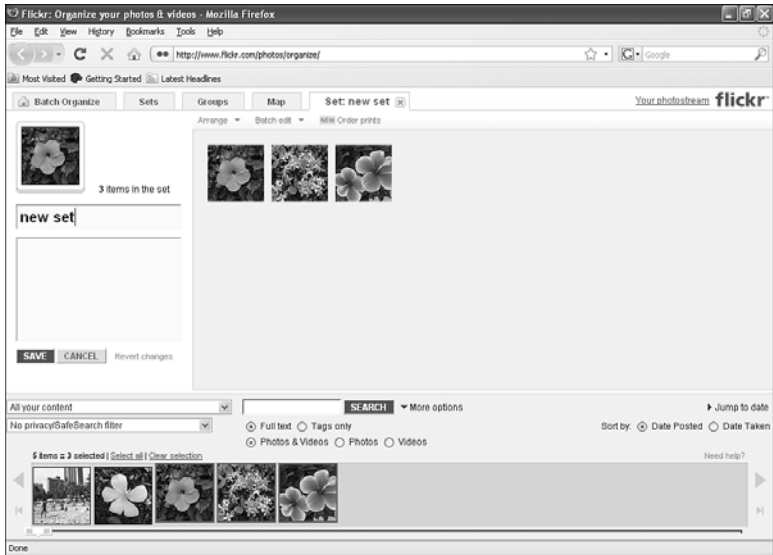 Flickr: Organize your photos & videos - Mozilla Firefox
File Edit View History Bookmarks Tools Help
http://www.flickr.com/photos/organize/
Google
Most Visited Getting Started Latest Headlines
Batch Organize Sets Groups Map Set: new set Your photostream flickr
Arrange Batch edit NEW Order prints
3 items in the set
new set
SAVE CANCEL Revert changes
All your content SEARCH More options Jump to date
No privacy/SafeSearch filter Full text Tags only Sort by: Date Posted Date Taken
Photos & Videos Photos Videos
5 items :: 3 selected | Select all | Clear selection Need help?
Done